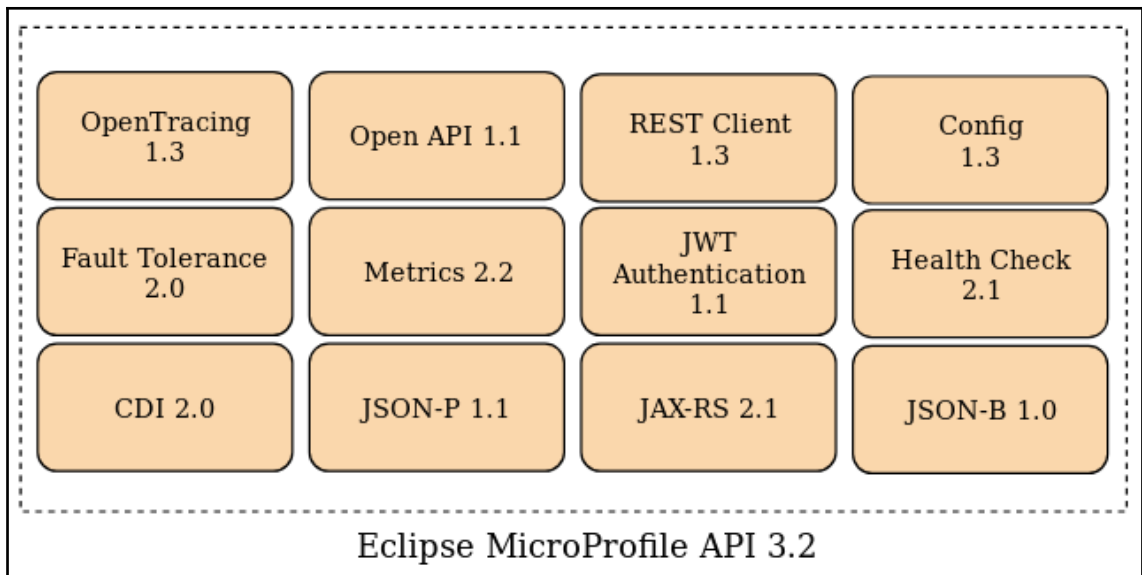 OpenTracing
1.3
Open API 1.1
REST Client
1.3
Config
1.3
Fault Tolerance
2.0
Metrics 2.2
JWT
Authentication
1.1
Health Check
2.1
CDI 2.0
JSON-P 1.1
JAX-RS 2.1
JSON-B 1.0
Eclipse MicroProfile API 3.2